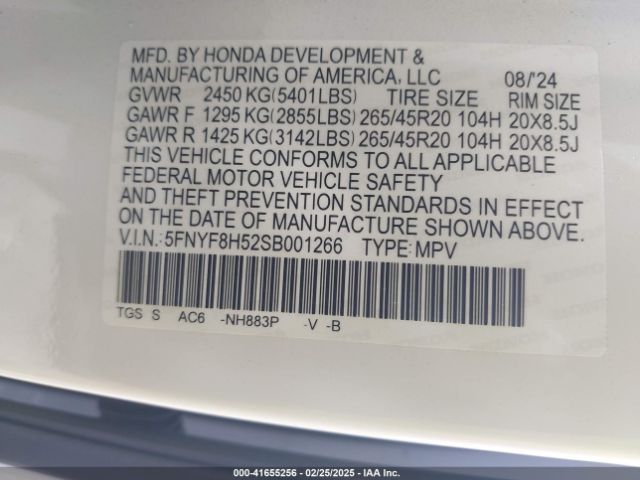 MFD. BY HONDA DEVELOPMENT &
MANUFACTURING OF AMERICA, LLC 08/'24
GVWR 2450 KG(5401LBS) TIRE SIZE RIM SIZE
GAWR F 1295 KG(2855LBS) 265/45R20 104H 20X8.5J
GAWR R 1425 KG(3142LBS) 265/45R20 104H 20X8.5J
THIS VEHICLE CONFORMS TO ALL APPLICABLE
FEDERAL MOTOR VEHICLE SAFETY
AND THEFT PREVENTION STANDARDS IN EFFECT
ON THE DATE OF MANUFACTURE SHOWN ABOVE.
V.I.N.: 5FNYF8H52SB001266 TYPE: MPV
TGS S AC6 -NH883P -V -B
000-41655256 - 02/25/2025 - IAAI.COM